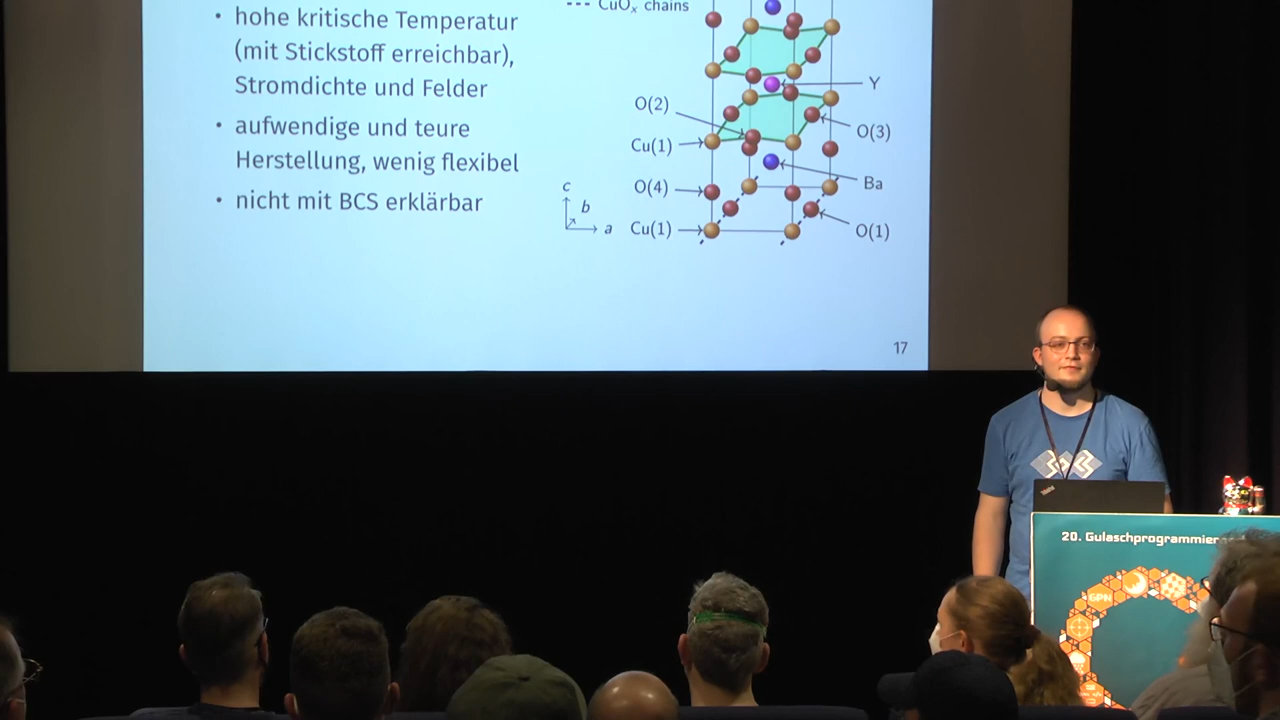 • hohe kritische Temperatur
(mit Stickstoff erreichbar),
Stromdichte und Felder
• aufwendige und teure
Herstellung, wenig flexibel
• nicht mit BCS erklärbar
--- CuOₓ chains
Y
O(2)
O(3)
Cu(1)
Ba
O(4)
c
b
a
Cu(1)
O(1)
17
20. Gulaschprogrammier
GPN